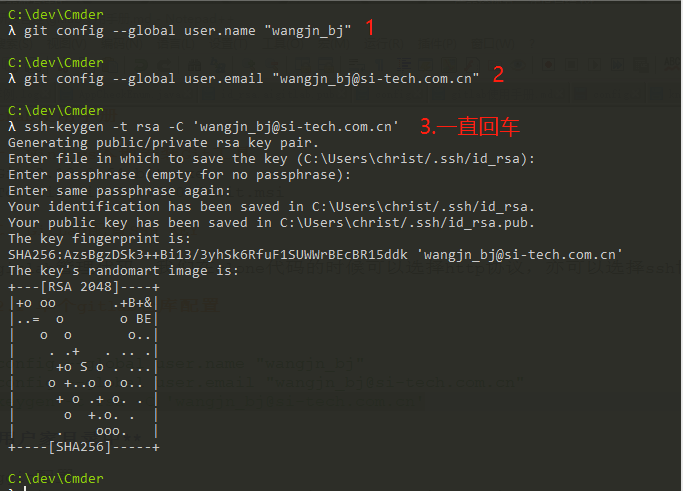 C:\dev\Cmder
λ git config --global user.name "wangjn_bj" 1
C:\dev\Cmder
λ git config --global user.email "wangjn_bj@si-tech.com.cn" 2
C:\dev\Cmder
λ ssh-keygen -t rsa -C 'wangjn_bj@si-tech.com.cn' 3.一直回车
Generating public/private rsa key pair.
Enter file in which to save the key (C:\Users\christ/.ssh/id_rsa):
Enter passphrase (empty for no passphrase):
Enter same passphrase again:
Your identification has been saved in C:\Users\christ/.ssh/id_rsa.
Your public key has been saved in C:\Users\christ/.ssh/id_rsa.pub.
The key fingerprint is:
SHA256:AzsBgzDSk3++Bi13/3yhSk6RfuF1SUWWrBEcBR15ddk 'wangjn_bj@si-tech.com.cn'
The key's randomart image is:
+---[RSA 2048]----+
|+o oo       .+B+&|
|..=  o       o BE|
|   o  o       o..|
|    . .+   . .. .|
|     +o S o . ...|
|    o +..o o o.. |
|     + o .+ o. . |
|      o  +.o. .  |
|     .    ooo.   |
+----[SHA256]-----+
C:\dev\Cmder
λ